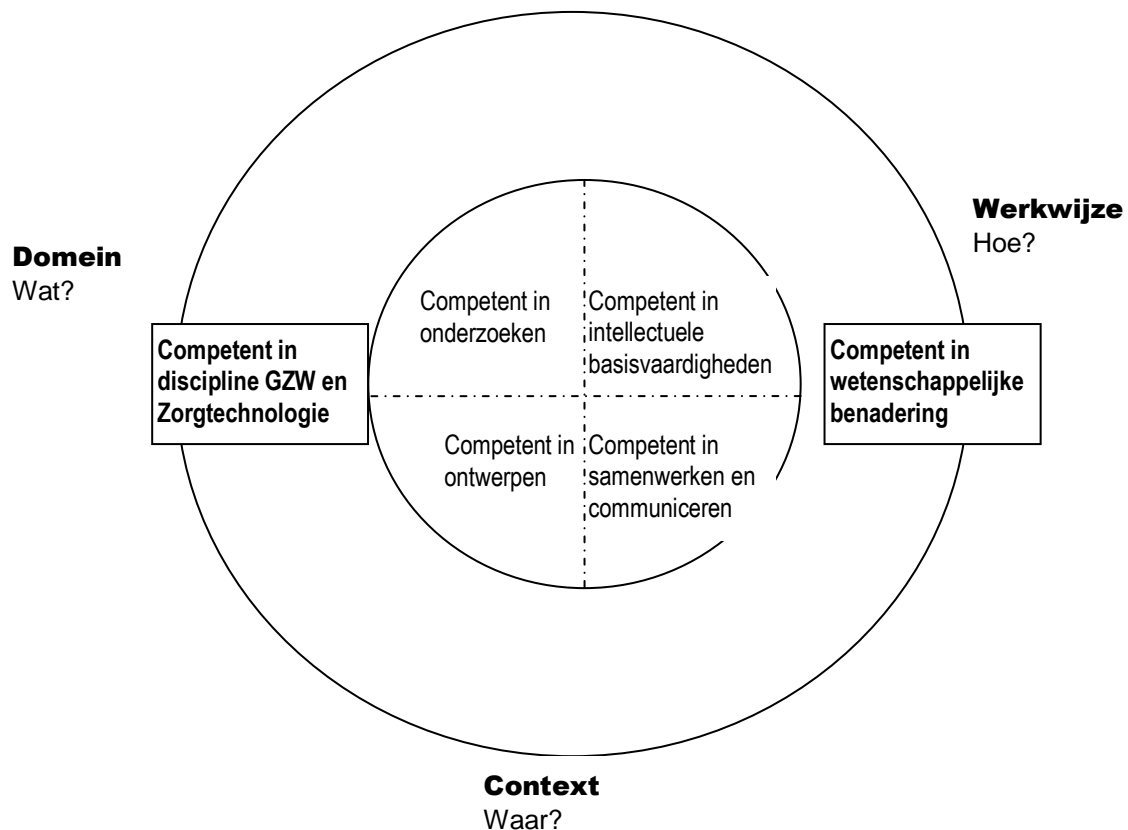 Werkwijze
Hoe?
Domein
Wat?
Competent in
onderzoeken
Competent in
intellectuele
basisvaardigheden
Competent in
discipline GZW en
Zorgtechnologie
Competent in
wetenschappelijke
benadering
Competent in
ontwerpen
Competent in
samenwerken en
communiceren
Context
Waar?